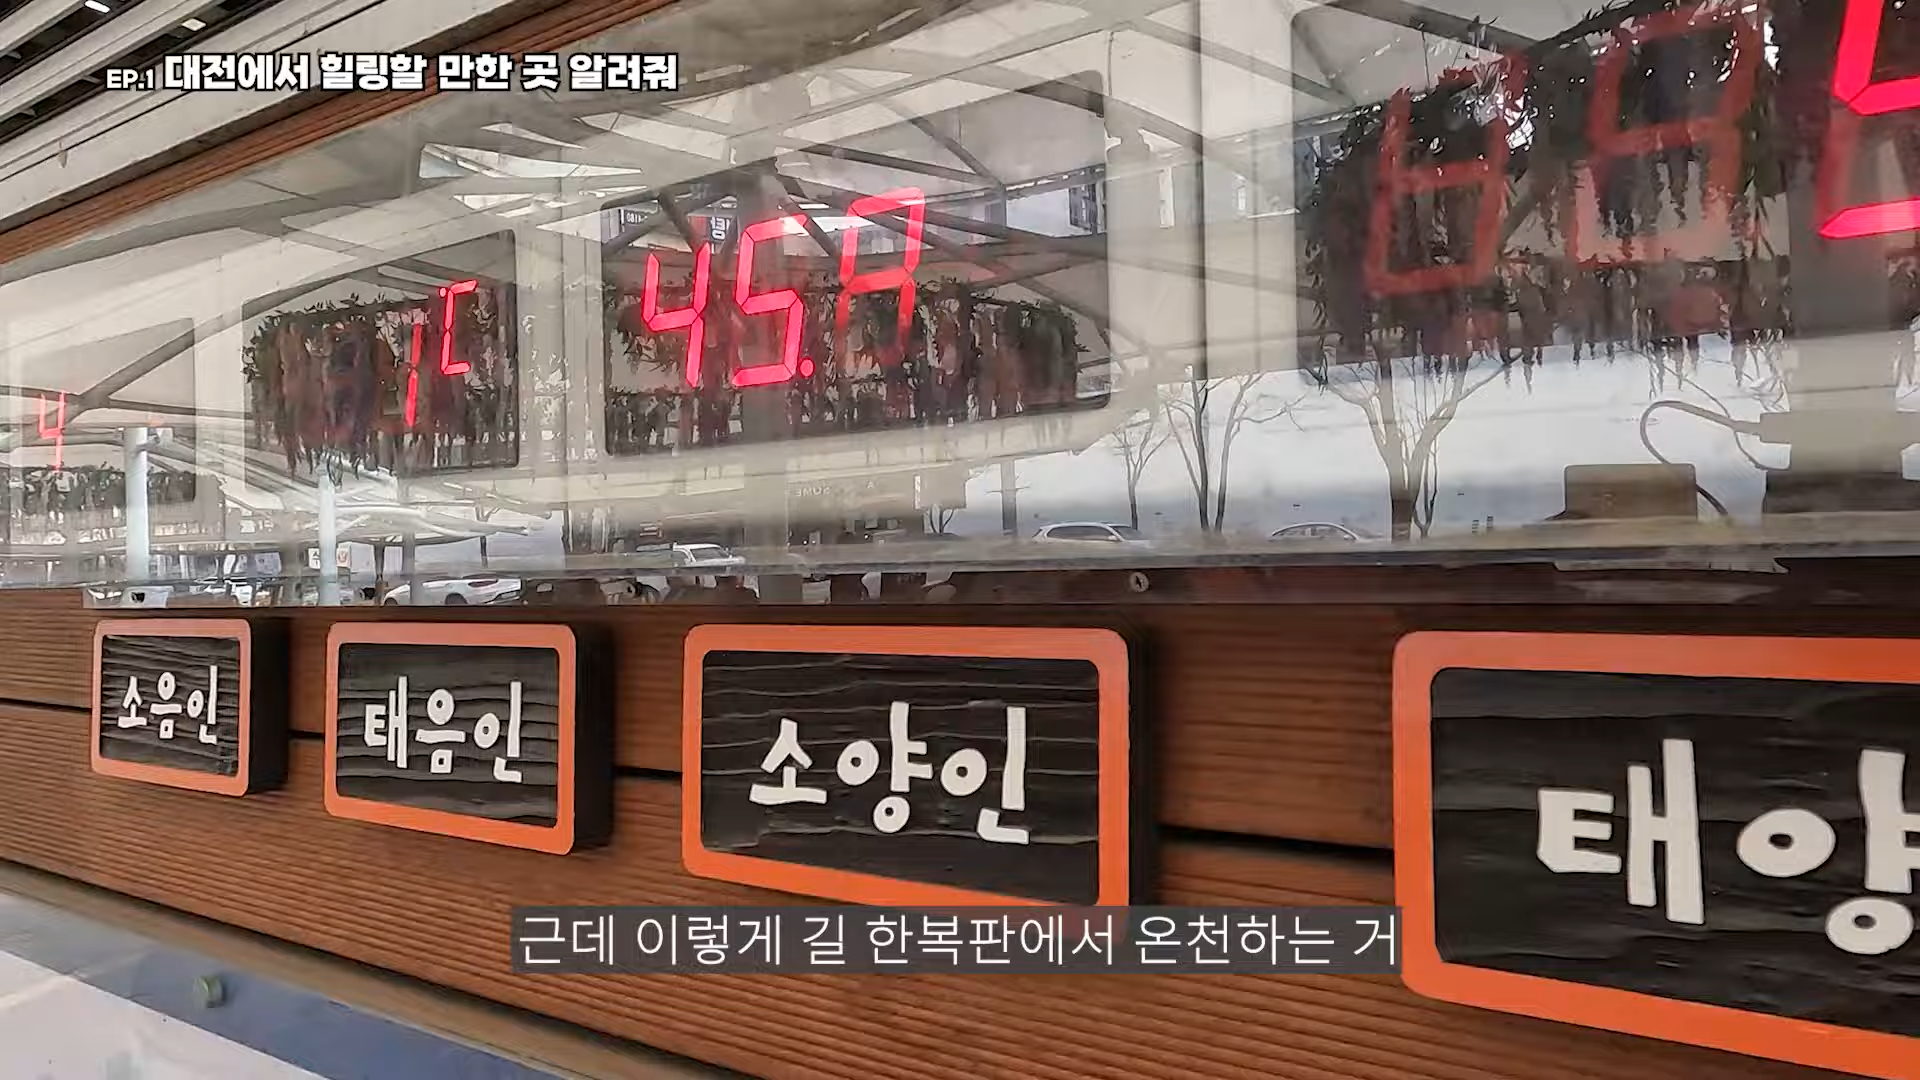 EP.1 대전에서 힐링할 만한 곳 알려줘
℃
45.
소음인
태음인
소양인
태양
근데 이렇게 길 한복판에서 온천하는 거